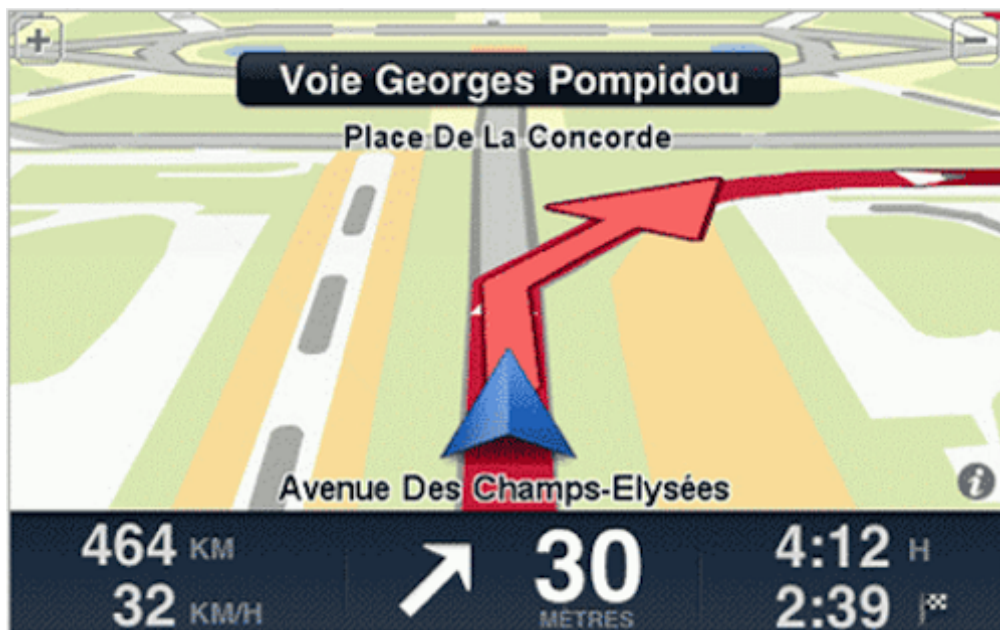 Voie Georges Pompidou
Place De La Concorde
Avenue Des Champs-Elysées
464 KM
32 KM/H
30
MÈTRES
4:12 H
2:39